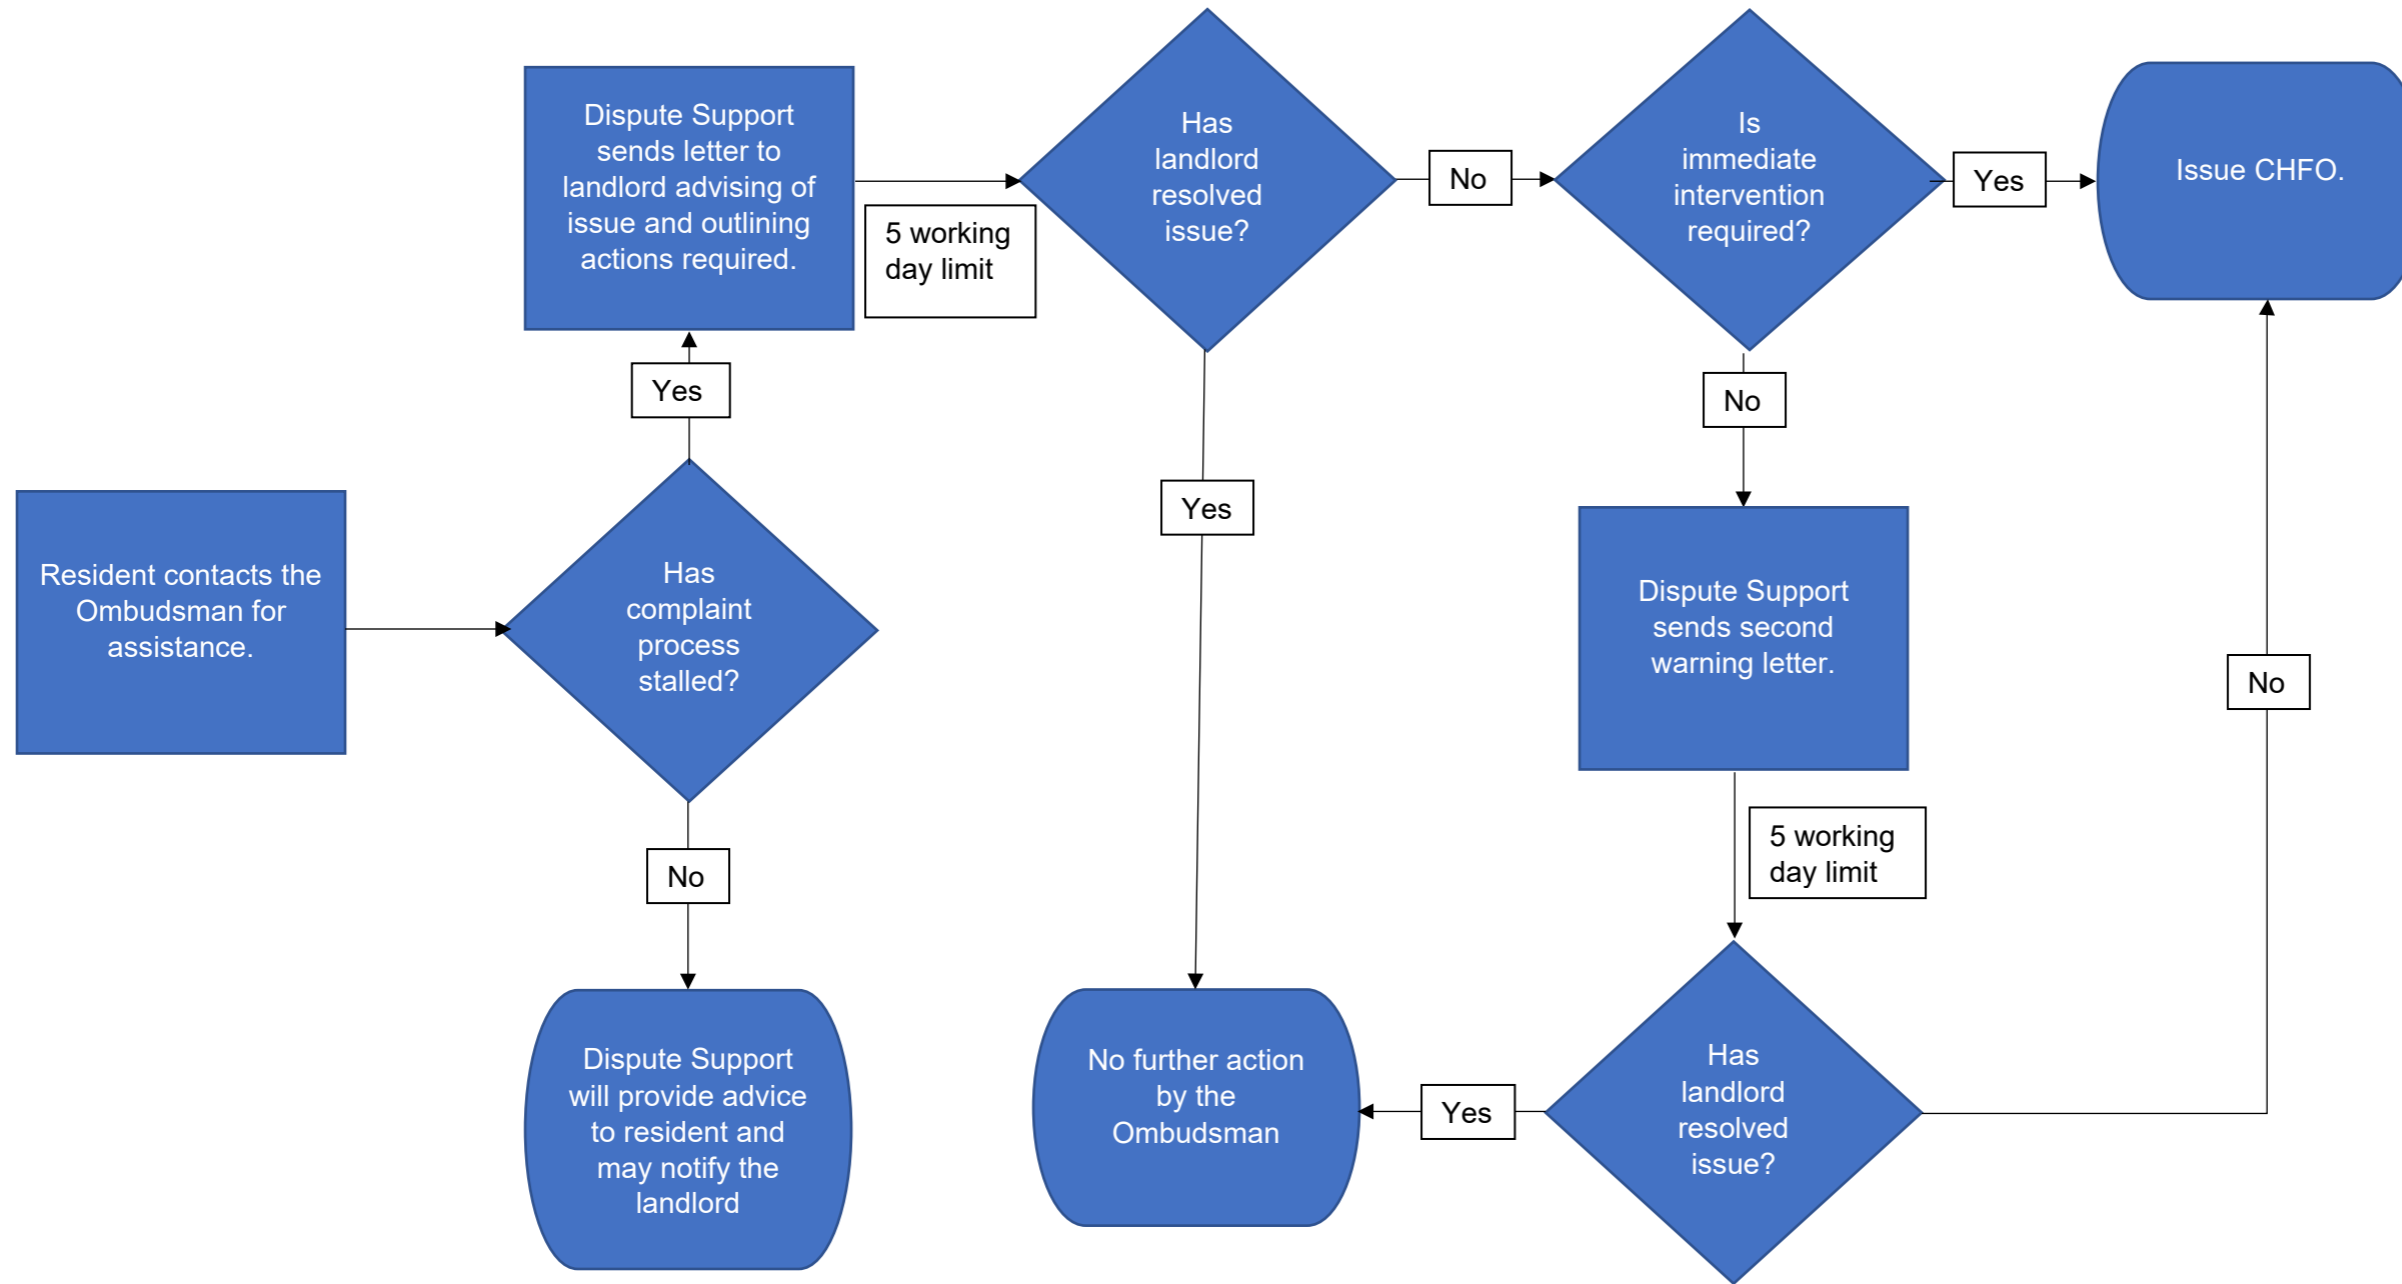 Resident contacts the
Ombudsman for
assistance.
Has
complaint
process
stalled?
Yes
Dispute Support
sends letter to
landlord advising of
issue and outlining
actions required.
No
Dispute Support
will provide advice
to resident and
may notify the
landlord
5 working
day limit
Has
landlord
resolved
issue?
Yes
No further action
by the
Ombudsman
No
Is
immediate
intervention
required?
Yes
Issue CHFO.
No
Dispute Support
sends second
warning letter.
5 working
day limit
Has
landlord
resolved
issue?
Yes
No